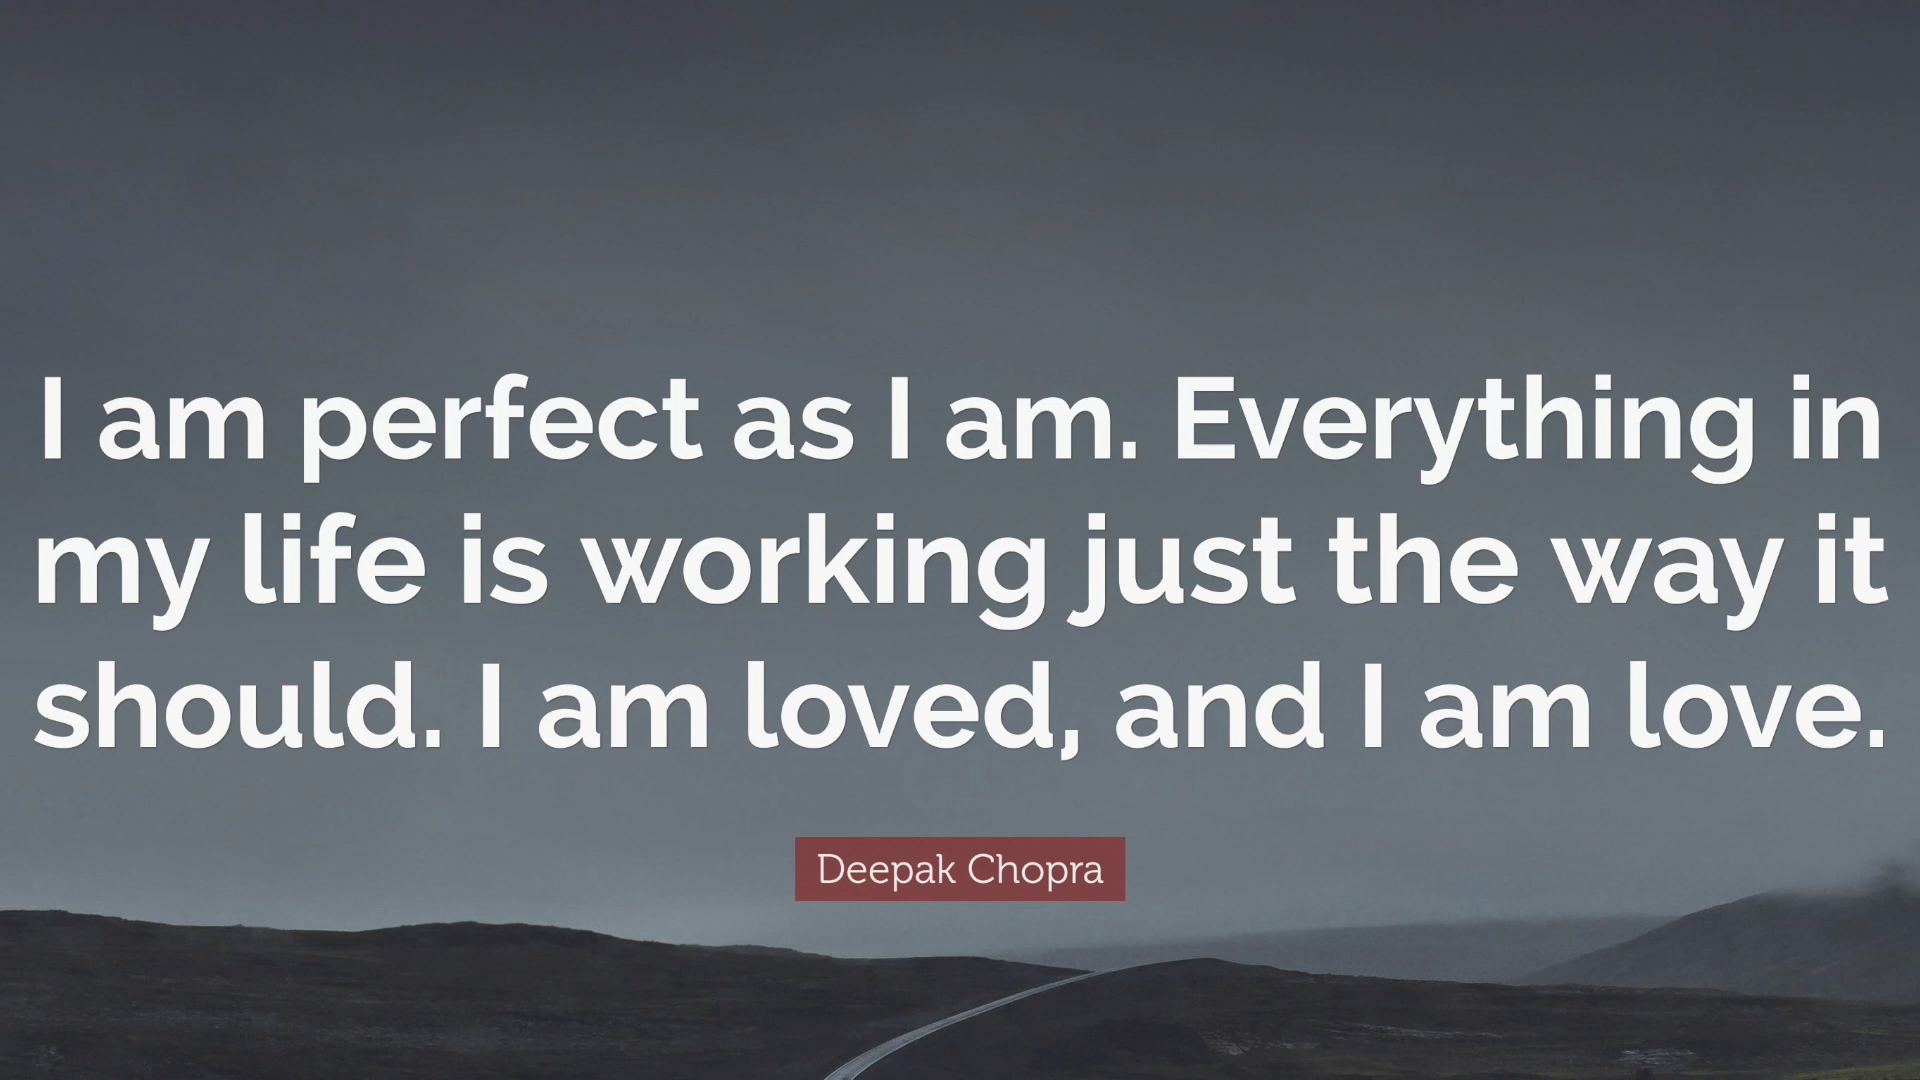 I am perfect as I am. Everything in
my life is working just the way it
should. I am loved, and I am love.
Deepak Chopra